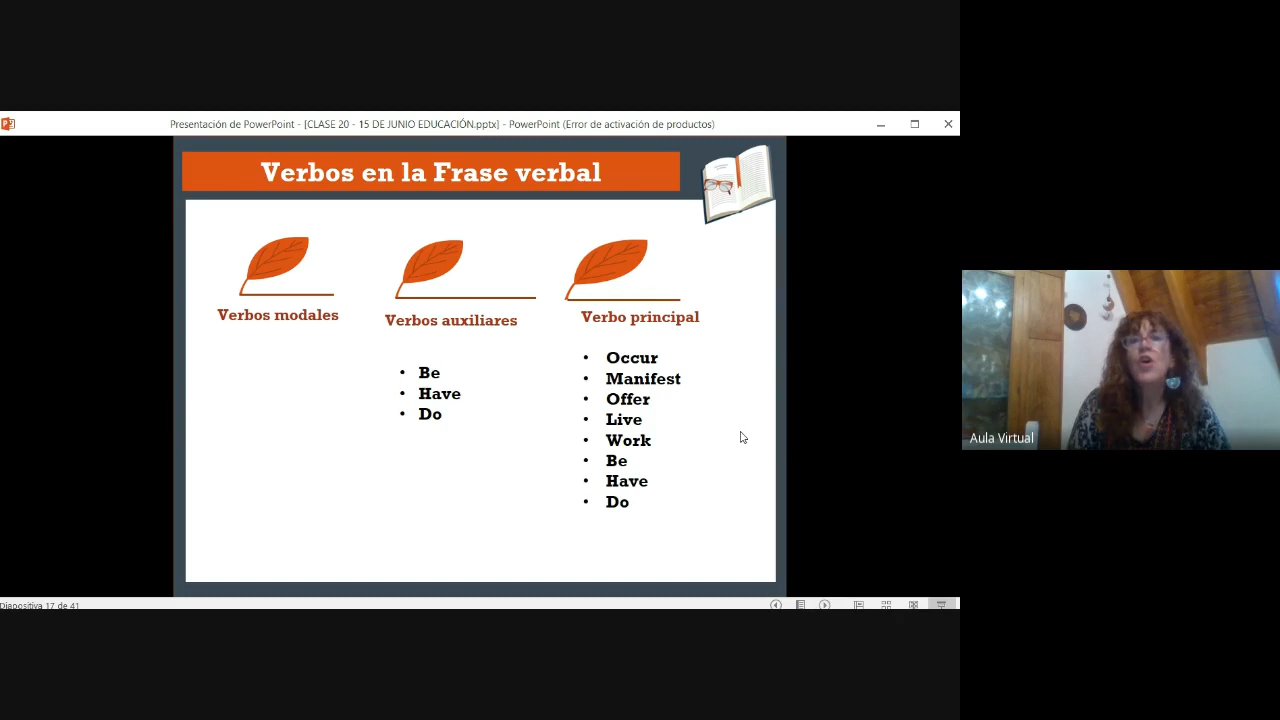 Presentación de PowerPoint - [CLASE 20 - 15 DE JUNIO EDUCACIÓN.pptx] - PowerPoint (Error de activación de productos)
Verbos en la Frase verbal
Verbos modales
Verbos auxiliares
• Be
• Have
• Do
Verbo principal
• Occur
• Manifest
• Offer
• Live
• Work
• Be
• Have
• Do
Diapositiva 17 de 41
Aula Virtual